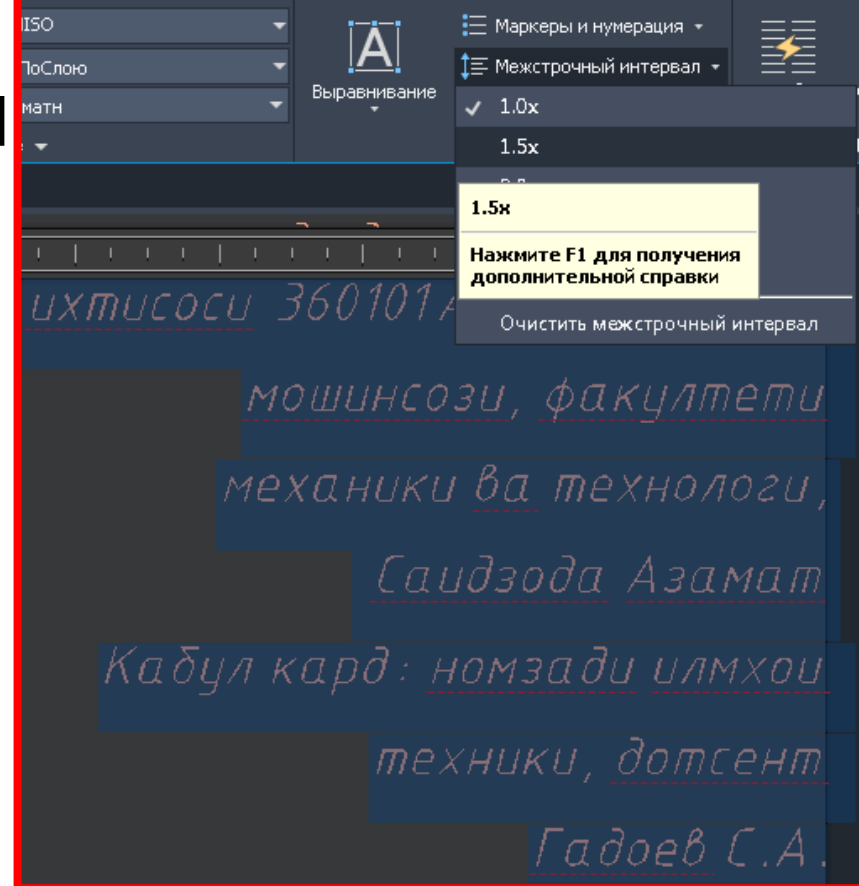 ISO
ПоСлою
матн
Выравнивание
Маркеры и нумерация
Межстрочный интервал
1.0x
1.5x
1.5x
Нажмите F1 для получения
дополнительной справки
Очистить межстрочный интервал
ихтисоси 360101
мошинсози, факултети
механики ва технологи,
Саидзода Азамат
Кабул кард: номзади илмхои
техники, дотсент
Гадоев С.А.